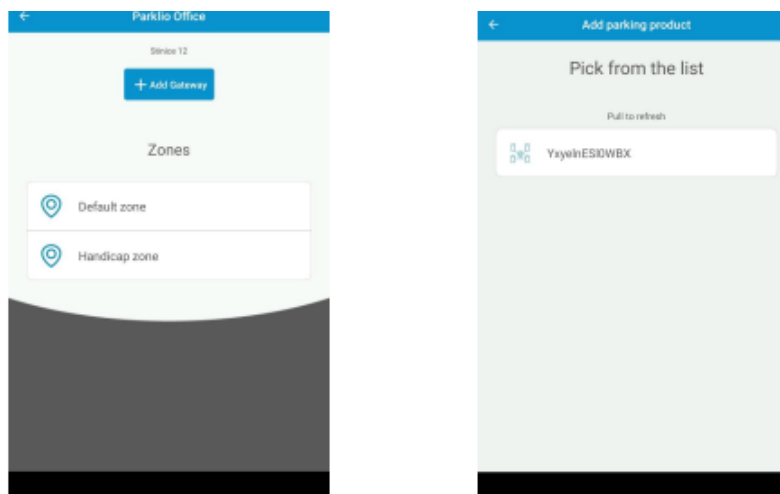 Parklio Office
Stinice 12
+ Add Gateway
Zones
Default zone
Handicap zone
Add parking product
Pick from the list
Pull to refresh